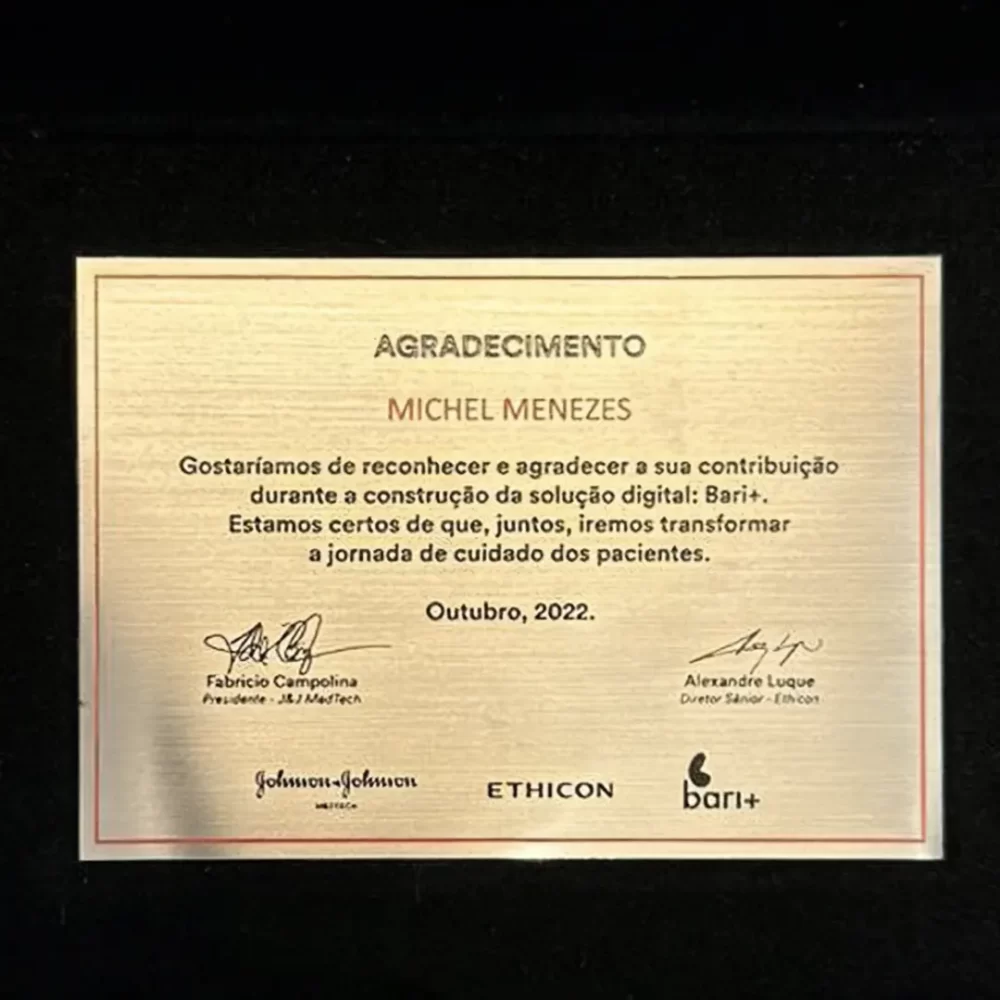 AGRADECIMENTO
MICHEL MENEZES
Gostaríamos de reconhecer e agradecer a sua contribuição
durante a construção da solução digital: Bari+.
Estamos certos de que, juntos, iremos transformar
a jornada de cuidado dos pacientes.
Outubro, 2022.
Fabricio Campolina
Presidente - J&J MedTech
Alexandre Luque
Diretor Sênior - Ethicon
Johnson & Johnson
MEDTECH
ETHICON
bari+